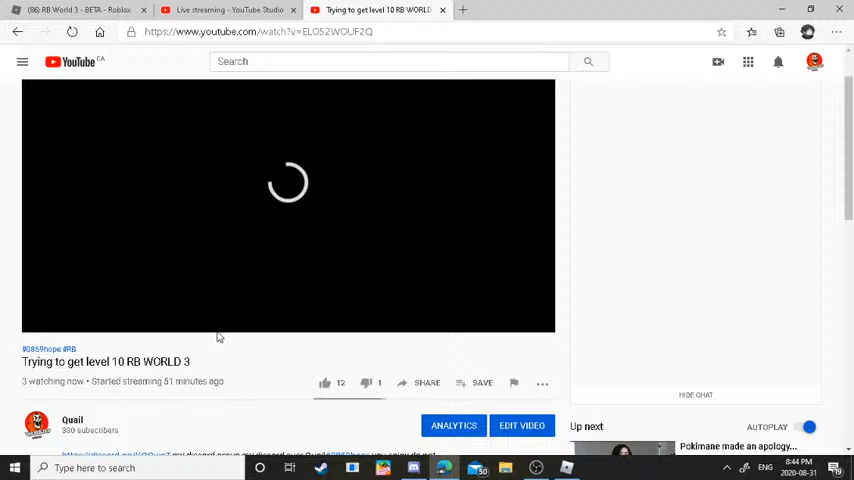 (86) RB World 3 - BETA - Roblox
Live streaming - YouTube Studio
Trying to get level 10 RB WORLD
https://www.youtube.com/watch?v=ELO52WOUF2Q
YouTube CA
Search
#0869hope #RB
Trying to get level 10 RB WORLD 3
3 watching now • Started streaming 51 minutes ago
12
1
SHARE
SAVE
HIDE CHAT
Quail
330 subscribers
ANALYTICS
EDIT VIDEO
Up next
AUTOPLAY
Pokimane made an apology...
Type here to search
50
ENG
8:44 PM
2020-08-31
19